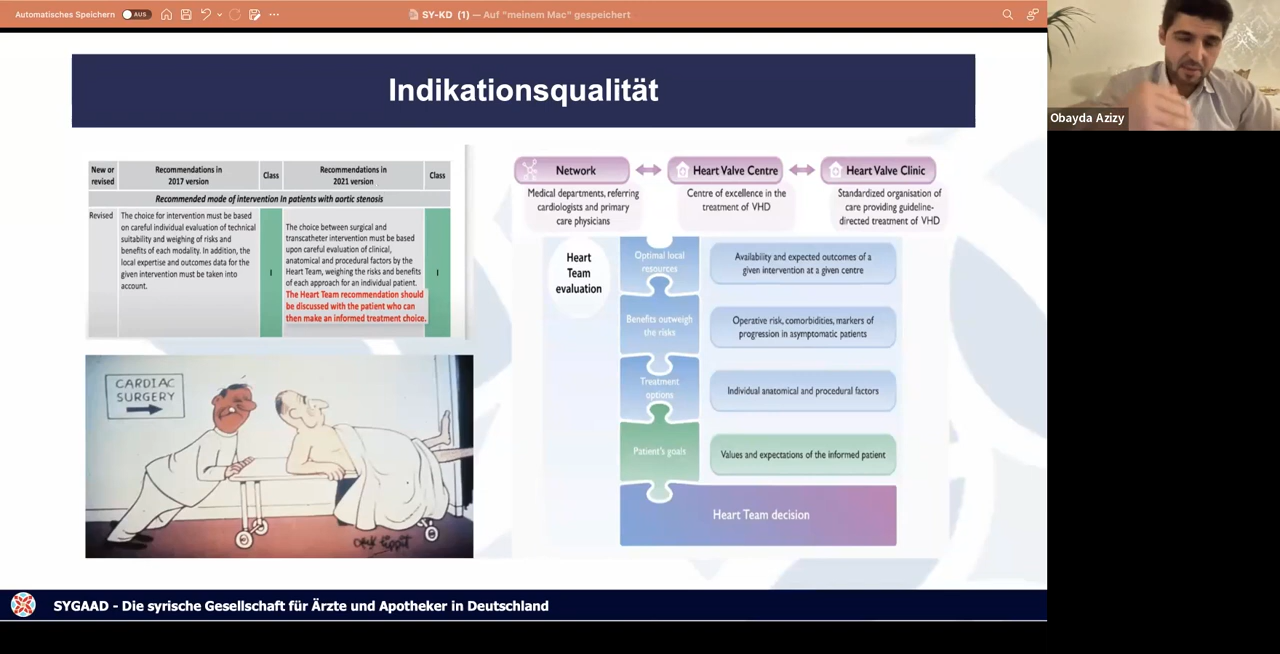 Automatisches Speichern AUS
SY-KD (1) — Auf "meinem Mac" gespeichert
Obayda Azizy
Indikationsqualität
New or
revised
Recommendations in
2017 version
Class
Recommendations in
2021 version
Class
Recommended mode of intervention In patients with aortic stenosis
Revised
The choice for intervention must be based
on careful individual evaluation of technical
suitability and weighing of risks and
benefits of each modality. In addition, the
local expertise and outcomes data for the
given intervention must be taken into
account.
I
The choice between surgical and
transcatheter intervention must be based
upon careful evaluation of clinical,
anatomical and procedural factors by the
Heart Team, weighing the risks and benefits
of each approach for an individual patient.
The Heart Team recommendation should
be discussed with the patient who can
then make an informed treatment choice.
I
CARDIAC
SURGERY
Network
Medical departments, referring
cardiologists and primary
care physicians
Heart Valve Centre
Centre of excellence in the
treatment of VHD
Heart Valve Clinic
Standardized organisation of
care providing guideline-
directed treatment of VHD
Heart
Team
evaluation
Optimal local
resources
Availability and expected outcomes of a
given intervention at a given centre
Benefits outweigh
the risks
Operative risk, comorbidities, markers of
progression in asymptomatic patients
Treatment
options
Individual anatomical and procedural factors
Patient's goals
Values and expectations of the informed patient
Heart Team decision
SYGAAD - Die syrische Gesellschaft für Ärzte und Apotheker in Deutschland